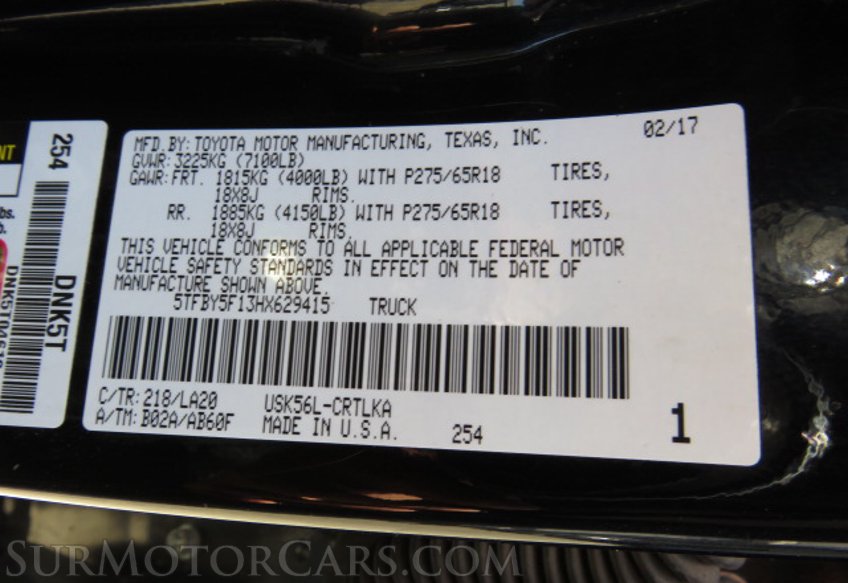 254
DNK5T
MFD.BY:TOYOTA MOTOR MANUFACTURING, TEXAS, INC. 02/17
GVWR:3225KG (7100LB)
GAWR:FRT. 1815KG (4000LB) WITH P275/65R18 TIRES,
18X8J RIMS.
RR. 1885KG (4150LB) WITH P275/65R18 TIRES,
18X8J RIMS.
THIS VEHICLE CONFORMS TO ALL APPLICABLE FEDERAL MOTOR
VEHICLE SAFETY STANDARDS IN EFFECT ON THE DATE OF
MANUFACTURE SHOWN ABOVE.
5TFBY5F13HX629415 TRUCK
C/TR:218/LA20 USK56L-CRTLKA
A/TM:B02A/AB60F MADE IN U.S.A. 254 1
SurMotorCars.com